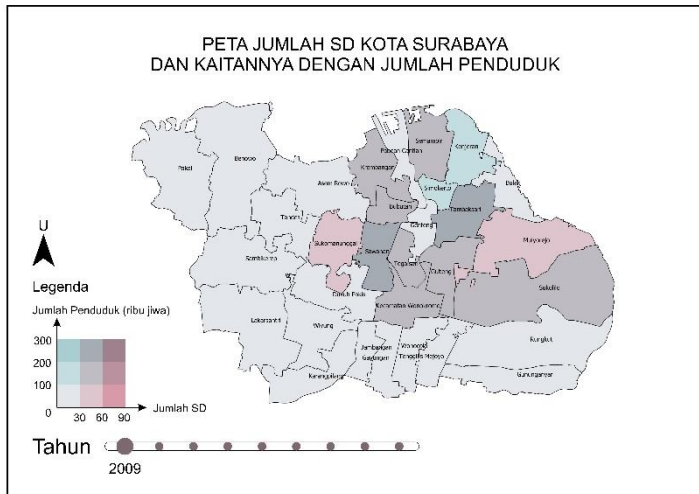 PETA JUMLAH SD KOTA SURABAYA
DAN KAITANNYA DENGAN JUMLAH PENDUDUK
Semampir
Pabean Cantian
Kenjeran
Pakal
Benowo
Krembangan
Asem Rowo
Simokerto
Bulak
Bubutan
Tambaksari
Tandes
Genteng
Sukomanunggal
Sawahan
Mulyorejo
Tegalsari
Sambikerep
Gubeng
Sukolilo
Dukuh Pakis
Kecamatan Wonokromo
Lakarsantri
Wiyung
Rungkut
Jambangan
Wonocolo
Gayungan
Tenggilis Mejoyo
Karangpilang
Gununganyar
U
Legenda
Jumlah Penduduk (ribu jiwa)
300
200
100
0
30 60 90
Jumlah SD
Tahun
2009